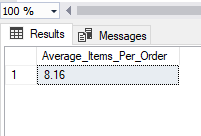 100 %
Results Messages
Average_Items_Per_Order
1 8.16